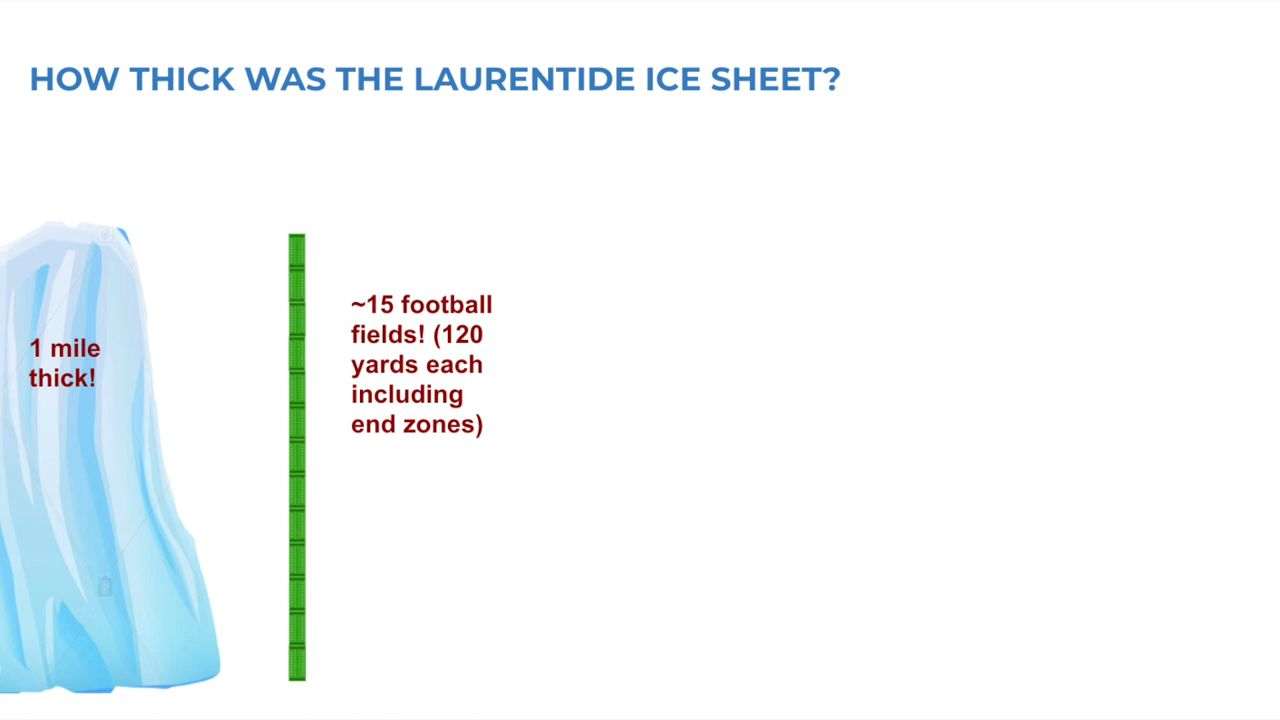 HOW THICK WAS THE LAURENTIDE ICE SHEET?
1 mile
thick!
~15 football
fields! (120
yards each
including
end zones)